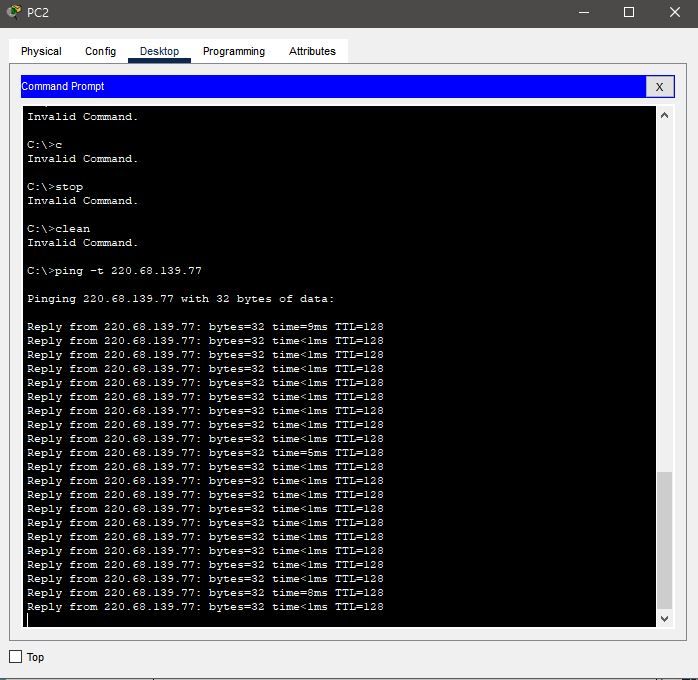 PC2
Physical Config Desktop Programming Attributes
Command Prompt X
Invalid Command.
C:\>c
Invalid Command.
C:\>stop
Invalid Command.
C:\>clean
Invalid Command.
C:\>ping -t 220.68.139.77
Pinging 220.68.139.77 with 32 bytes of data:
Reply from 220.68.139.77: bytes=32 time=9ms TTL=128
Reply from 220.68.139.77: bytes=32 time<1ms TTL=128
Reply from 220.68.139.77: bytes=32 time<1ms TTL=128
Reply from 220.68.139.77: bytes=32 time<1ms TTL=128
Reply from 220.68.139.77: bytes=32 time<1ms TTL=128
Reply from 220.68.139.77: bytes=32 time<1ms TTL=128
Reply from 220.68.139.77: bytes=32 time<1ms TTL=128
Reply from 220.68.139.77: bytes=32 time<1ms TTL=128
Reply from 220.68.139.77: bytes=32 time<1ms TTL=128
Reply from 220.68.139.77: bytes=32 time=5ms TTL=128
Reply from 220.68.139.77: bytes=32 time<1ms TTL=128
Reply from 220.68.139.77: bytes=32 time<1ms TTL=128
Reply from 220.68.139.77: bytes=32 time<1ms TTL=128
Reply from 220.68.139.77: bytes=32 time<1ms TTL=128
Reply from 220.68.139.77: bytes=32 time<1ms TTL=128
Reply from 220.68.139.77: bytes=32 time<1ms TTL=128
Reply from 220.68.139.77: bytes=32 time<1ms TTL=128
Reply from 220.68.139.77: bytes=32 time<1ms TTL=128
Reply from 220.68.139.77: bytes=32 time<1ms TTL=128
Reply from 220.68.139.77: bytes=32 time=8ms TTL=128
Reply from 220.68.139.77: bytes=32 time<1ms TTL=128
Top